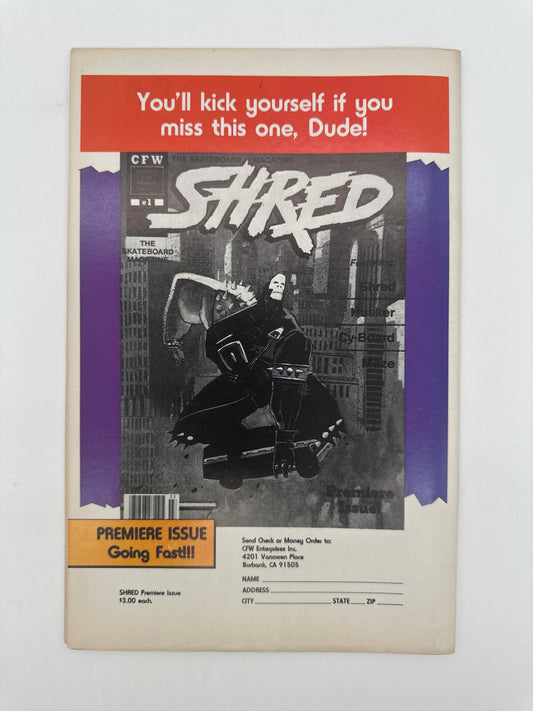 You'll kick yourself if you
miss this one, Dude!
CFW
THE SKATEBOARD MAGAZINE
#1
SHRED
THE
SKATEBOARD
MAGAZINE
Featuring
Shred
Husker
Cy-Board
Maze
Premiere
Issue!
PREMIERE ISSUE
Going Fast!!!
SHRED Premiere Issue
$3.00 each.
Send Check or Money Order to:
CFW Enterprises Inc.
4201 Vanowen Place
Burbank, CA 91505
NAME
ADDRESS
CITY STATE ZIP